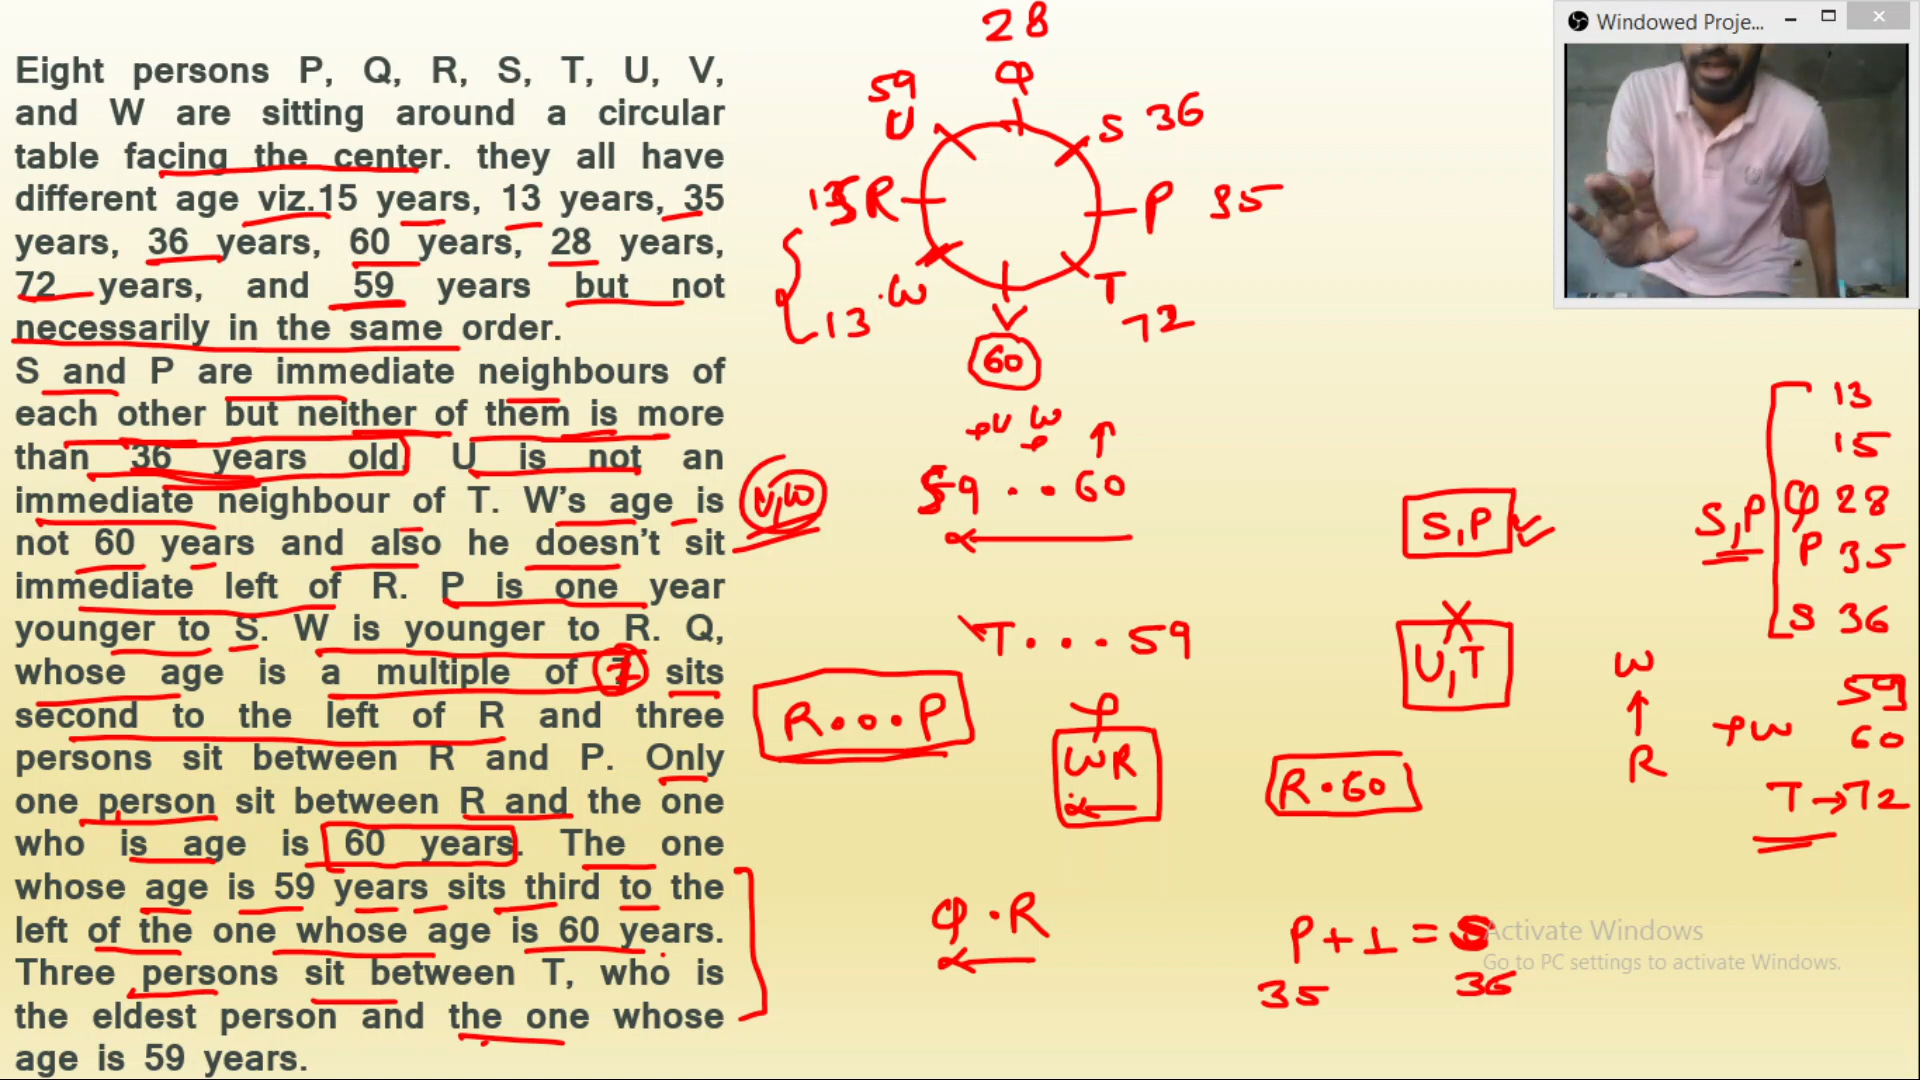 Eight persons P, Q, R, S, T, U, V,
and W are sitting around a circular
table facing the center. they all have
different age viz.15 years, 13 years, 35
years, 36 years, 60 years, 28 years,
72 years, and 59 years but not
necessarily in the same order.
S and P are immediate neighbours of
each other but neither of them is more
than 36 years old. U is not an
immediate neighbour of T. W's age is
not 60 years and also he doesn't sit
immediate left of R. P is one year
younger to S. W is younger to R. Q,
whose age is a multiple of 7 sits
second to the left of R and three
persons sit between R and P. Only
one person sit between R and the one
who is age is 60 years. The one
whose age is 59 years sits third to the
left of the one whose age is 60 years.
Three persons sit between T, who is
the eldest person and the one whose
age is 59 years.
28
Q
59
U
S 36
R
P 35
W
13
T
72
V
60
U W
59 . . 60
U,W
T . . . 59
R . . . P
W R
Q . R
S,P
U,T
R . 60
W
R
P + 1 = S
35 36
13
15
S,P
Q 28
P 35
S 36
59
W 60
T → 72
Windowed Proje...
Activate Windows
Go to PC settings to activate Windows.